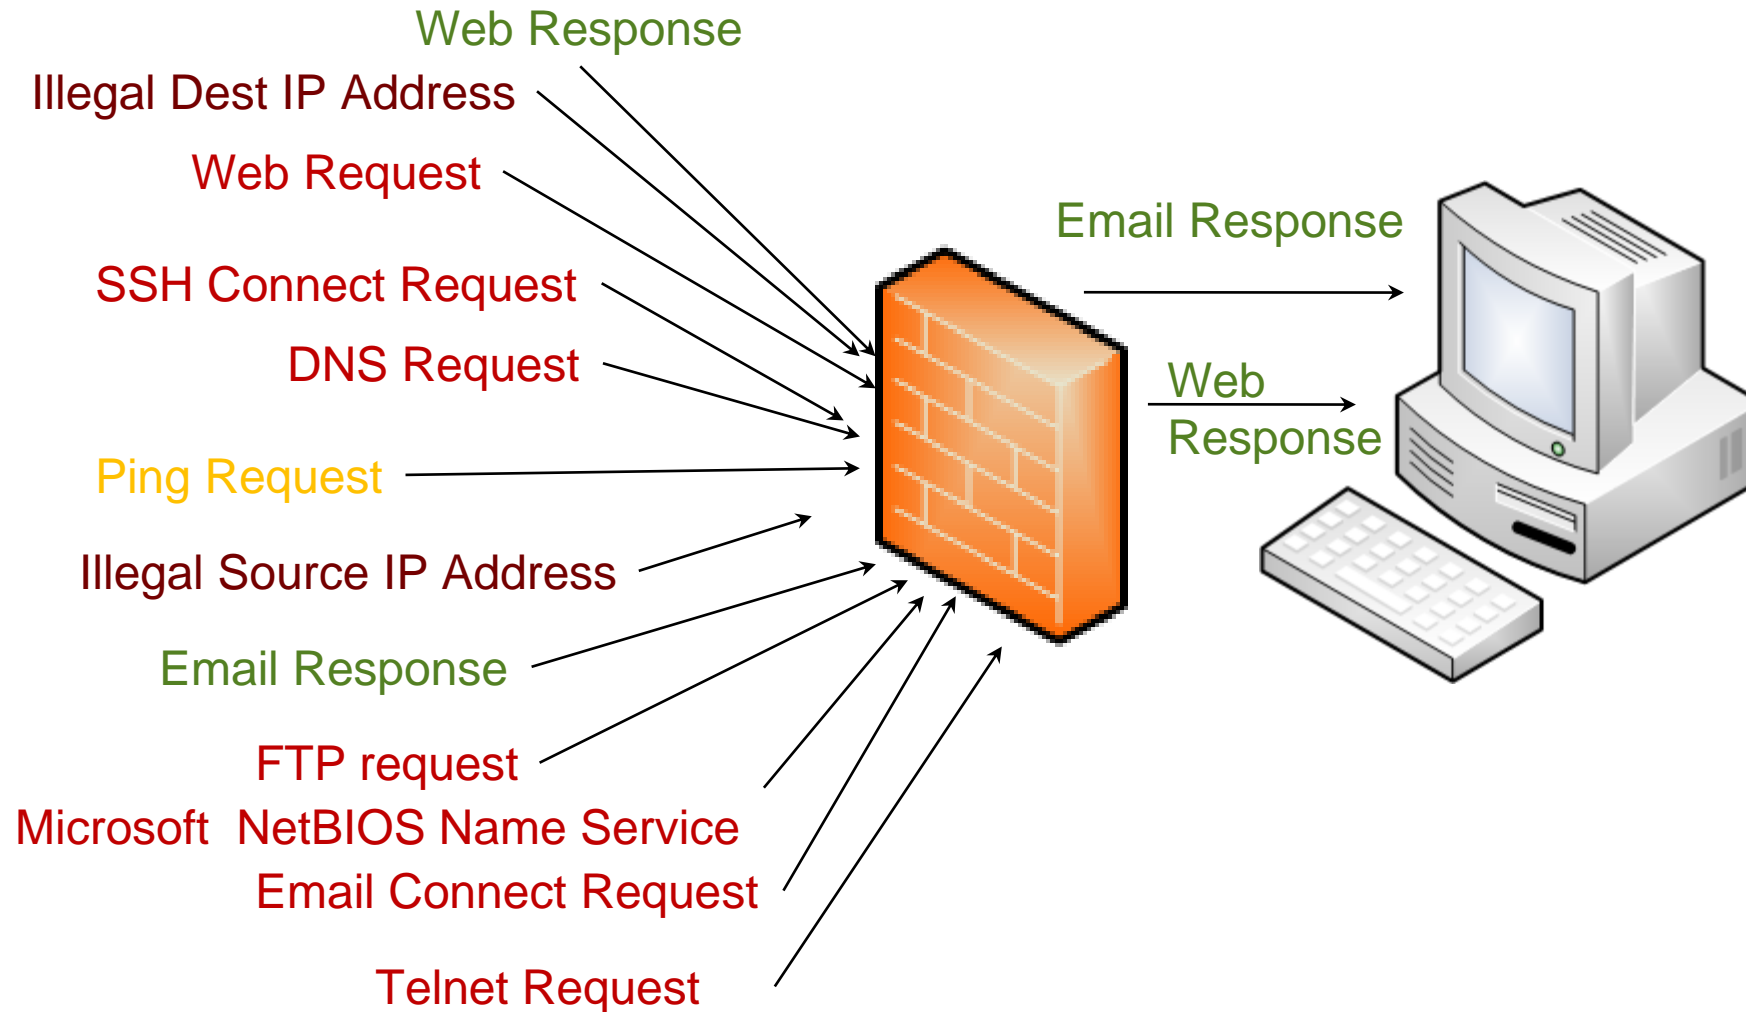 Web Response
Illegal Dest IP Address
Web Request
SSH Connect Request
DNS Request
Ping Request
Illegal Source IP Address
Email Response
FTP request
Microsoft  NetBIOS Name Service
Email Connect Request
Telnet Request
Email Response
Web
Response